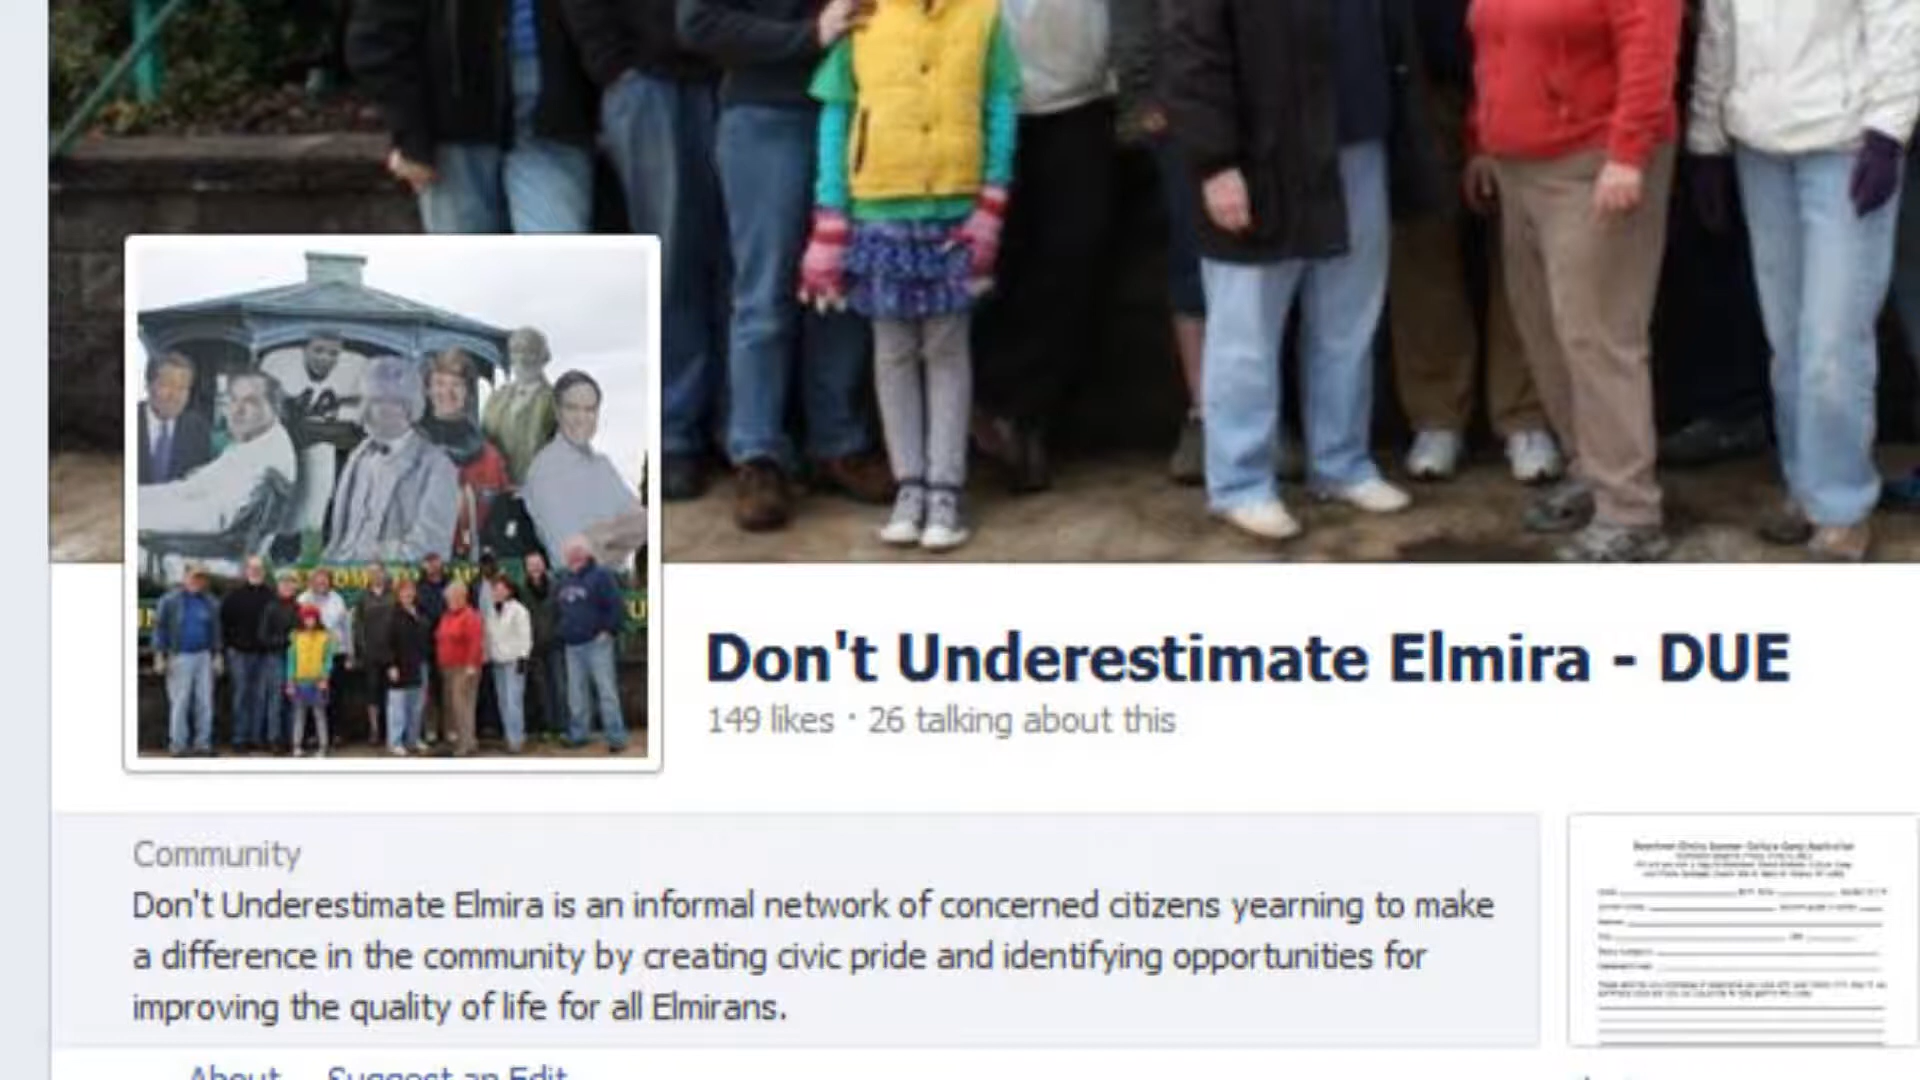 Don't Underestimate Elmira - DUE
149 likes · 26 talking about this
Community
Don't Underestimate Elmira is an informal network of concerned citizens yearning to make
a difference in the community by creating civic pride and identifying opportunities for
improving the quality of life for all Elmirans.
About Suggest an Edit